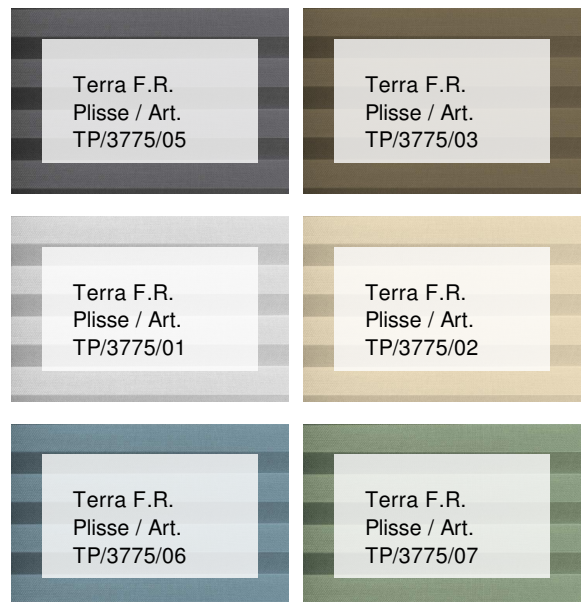 Terra F.R.
Plisse / Art.
TP/3775/05
Terra F.R.
Plisse / Art.
TP/3775/03
Terra F.R.
Plisse / Art.
TP/3775/01
Terra F.R.
Plisse / Art.
TP/3775/02
Terra F.R.
Plisse / Art.
TP/3775/06
Terra F.R.
Plisse / Art.
TP/3775/07